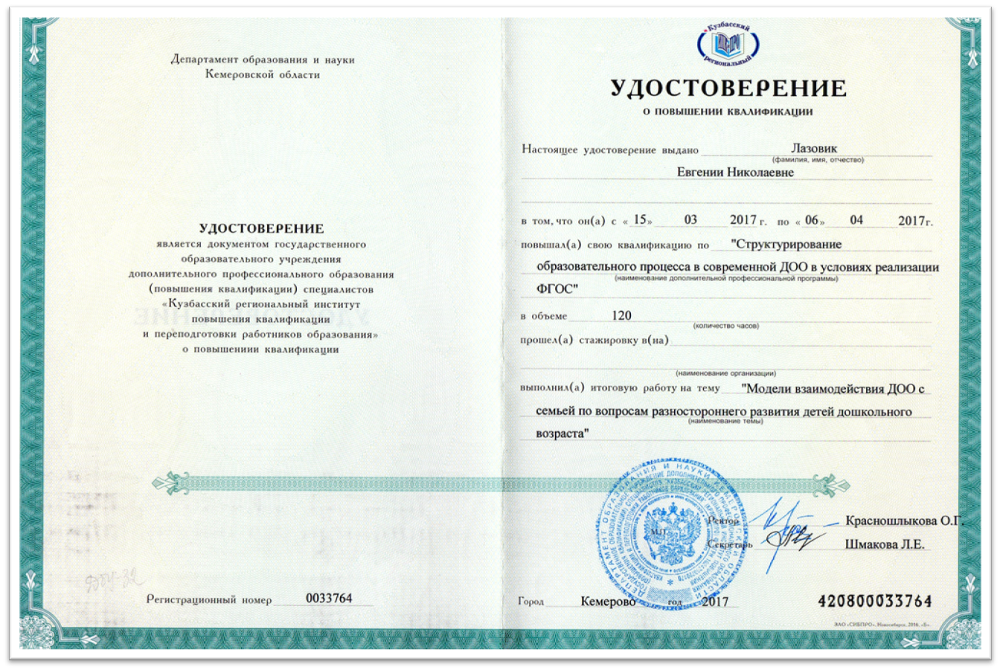 Департамент образования и науки
Кемеровской области
УДОСТОВЕРЕНИЕ
является документом государственного
образовательного учреждения
дополнительного профессионального образования
(повышения квалификации) специалистов
«Кузбасский региональный институт
повышения квалификации
и переподготовки работников образования»
о повышениии квалификации
Регистрационный номер 0033764
Кузбасский
региональный
УДОСТОВЕРЕНИЕ
О ПОВЫШЕНИИ КВАЛИФИКАЦИИ
Настоящее удостоверение выдано Лазовик
(фамилия, имя, отчество)
Евгении Николаевне
в том, что он(а) с «15» 03 2017 г. по «06» 04 2017г.
повышал(а) свою квалификацию по "Структурирование
образовательного процесса в современной ДОО в условиях реализации
(наименование дополнительной профессиональной программы)
ФГОС"
в объеме 120
(количество часов)
прошел(а) стажировку в(на)
(наименование организации)
выполнил(а) итоговую работу на тему "Модели взаимодействия ДОО с
семьей по вопросам разностороннего развития детей дошкольного
(наименование темы)
возраста"
М.П.
Ректор Красношлыкова О.Г.
Секретарь Шмакова Л.Е.
Город Кемерово год 2017
420800033764
ЗАО «СИБПРО», Новосибирск, 2016, «Б».